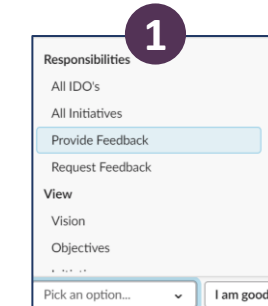 1
Responsibilities
All IDO's
All Initiatives
Provide Feedback
Request Feedback
View
Vision
Objectives
Pick an option... I am good